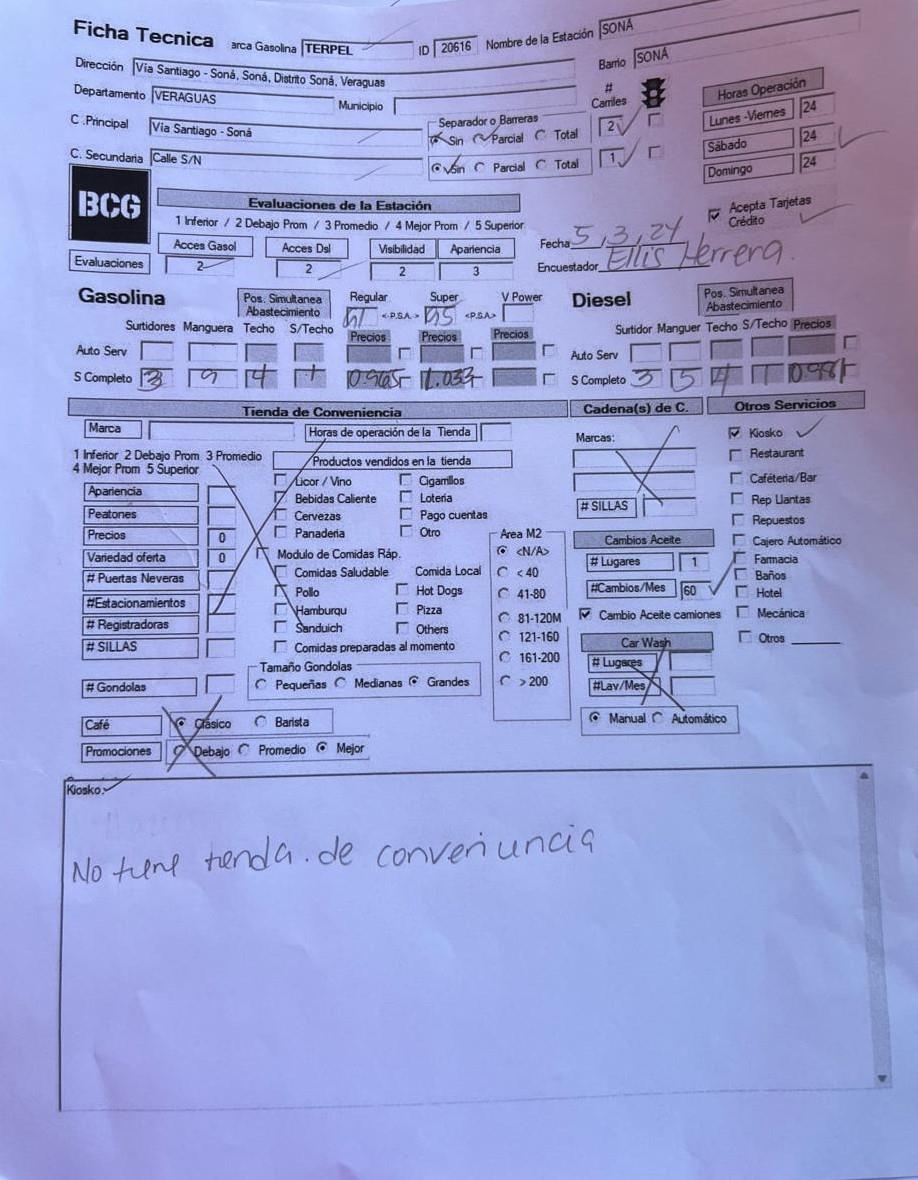 Ficha Tecnica arca Gasolina TERPEL ID 20616 Nombre de la Estación SONÁ
Dirección Vía Santiago - Soná, Soná, Distrito Soná, Veraguas Barrio SONÁ
Departamento VERAGUAS Municipio # Carriles Horas Operación
C .Principal Vía Santiago - Soná Separador o Barreras Sin Parcial Total 2 Lunes -Viernes 24
C. Secundaria Calle S/N Sin Parcial Total 1 Sábado 24
Domingo 24
BCG
Evaluaciones de la Estación
1 Inferior / 2 Debajo Prom / 3 Promedio / 4 Mejor Prom / 5 Superior
Acepta Tarjetas Crédito
Acces Gasol Acces Dsl Visibilidad Apariencia Fecha 5,3,24
Evaluaciones 2 2 2 3 Encuestador Ellis Herrera.
Gasolina Pos. Simultanea Abastecimiento Regular Super V Power Diesel Pos. Simultanea Abastecimiento
91 <-P.S.A.-> 95 <-P.S.A>
Surtidores Manguera Techo S/Techo Precios Precios Precios Surtidor Manguer Techo S/Techo Precios
Auto Serv Auto Serv
S Completo 3 9 4 1 0.965 1.033 S Completo 3 5 4 1 0.981
Tienda de Conveniencia Cadena(s) de C. Otros Servicios
Marca Horas de operación de la Tienda Marcas: Kiosko
1 Inferior 2 Debajo Prom 3 Promedio
4 Mejor Prom 5 Superior
Productos vendidos en la tienda Restaurant
Apariencia Licor / Vino Cigarrillos Caféteria/Bar
Peatones Bebidas Caliente Loteria # SILLAS Rep Llantas
Precios 0 Cervezas Pago cuentas Repuestos
Variedad oferta 0 Panaderia Otro Area M2 Cambios Aceite Cajero Automático
# Puertas Neveras Modulo de Comidas Ráp. <N/A> # Lugares 1 Farmacia
#Estacionamientos Comidas Saludable Comida Local < 40 #Cambios/Mes 60 Baños
# Registradoras Pollo Hot Dogs 41-80 Hotel
# SILLAS Hamburqu Pizza 81-120M Cambio Aceite camiones Mecánica
Sanduich Others 121-160 Car Wash Otros
Comidas preparadas al momento 161-200 # Lugares
# Gondolas Tamaño Gondolas Pequeñas Medianas Grandes > 200 #Lav/Mes
Café Clásico Barista Manual Automático
Promociones Debajo Promedio Mejor
Kiosko:
No tiene tienda. de conveniuncia